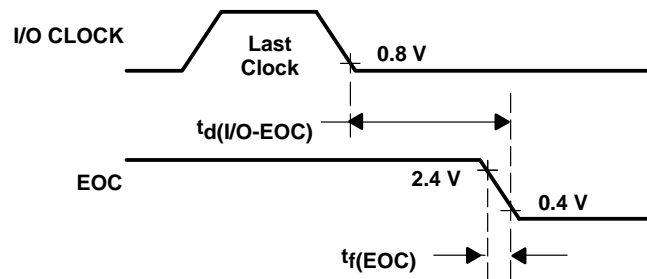 I/O CLOCK
Last
Clock
0.8 V
td(I/O-EOC)
EOC
2.4 V
0.4 V
tf(EOC)